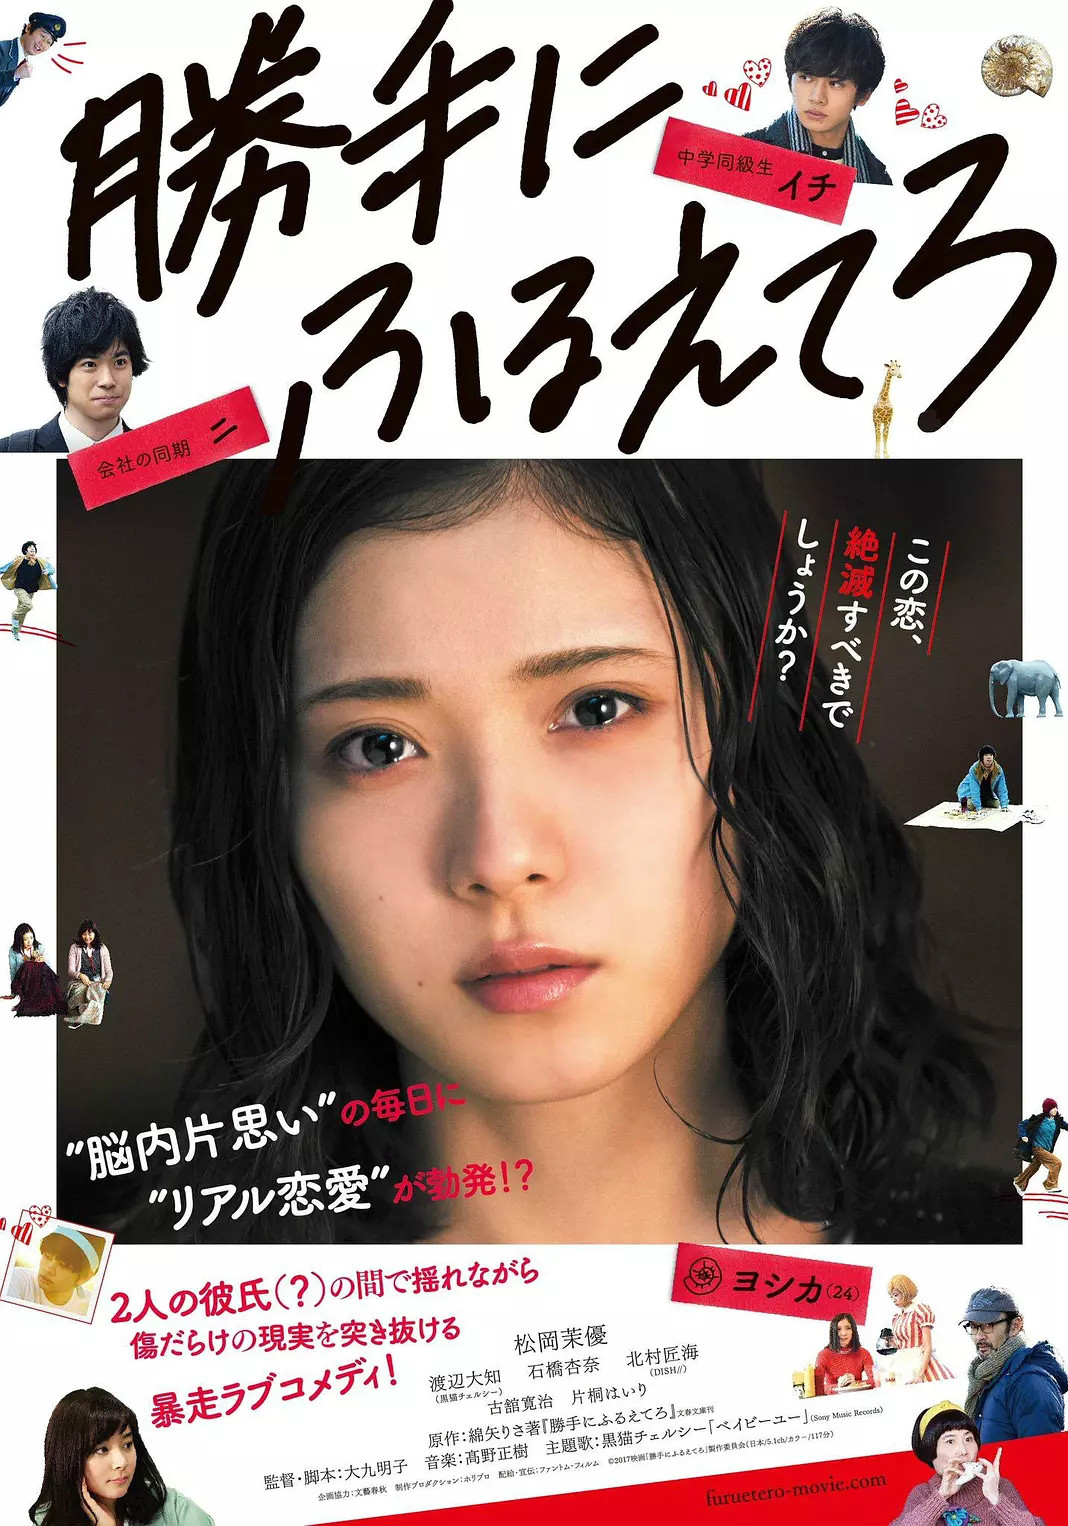 勝手に
ふるえてろ
中学同級生 イチ
会社の同期 ニ
この恋、
絶滅すべきで
しょうか?
"脳内片思い"の毎日に
"リアル恋愛"が勃発!?
2人の彼氏(?)の間で揺れながら
傷だらけの現実を突き抜ける
暴走ラブコメディ!
ヨシカ(24)
松岡茉優
渡辺大知 石橋杏奈 北村匠海
(黒猫チェルシー) (DISH//)
古舘寛治 片桐はいり
原作:綿矢りさ著『勝手にふるえてろ』文春文庫刊
監督・脚本:大九明子 音楽:髙野正樹 主題歌:黒猫チェルシー「ベイビーユー」(Sony Music Records)
企画協力:文藝春秋 制作プロダクション:ホリプロ 配給・宣伝:ファントム・フィルム ©2017映画「勝手にふるえてろ」製作委員会(日本/5.1ch/カラー/117分)
furuetero-movie.com